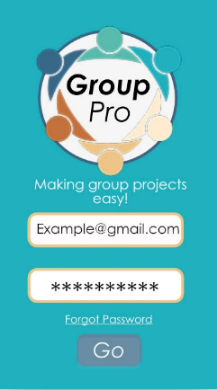 Group
Pro
Making group projects
easy!
Example@gmail.com
**********
Forgot Password
Go